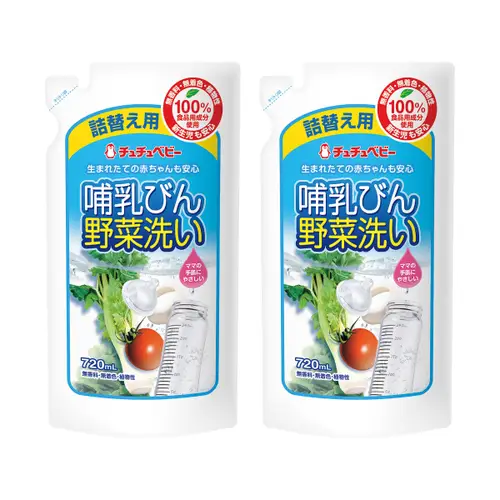 無香料・無着色・植物性
100%
食品用成分
使用
新生児も安心
詰替え用
チュチュベビー
生まれたての赤ちゃんも安心
哺乳びん
野菜洗い
ママの
手肌に
やさしい
720mL
無香料・無着色・植物性
無香料・無着色・植物性
100%
食品用成分
使用
新生児も安心
詰替え用
チュチュベビー
生まれたての赤ちゃんも安心
哺乳びん
野菜洗い
ママの
手肌に
やさしい
720mL
無香料・無着色・植物性